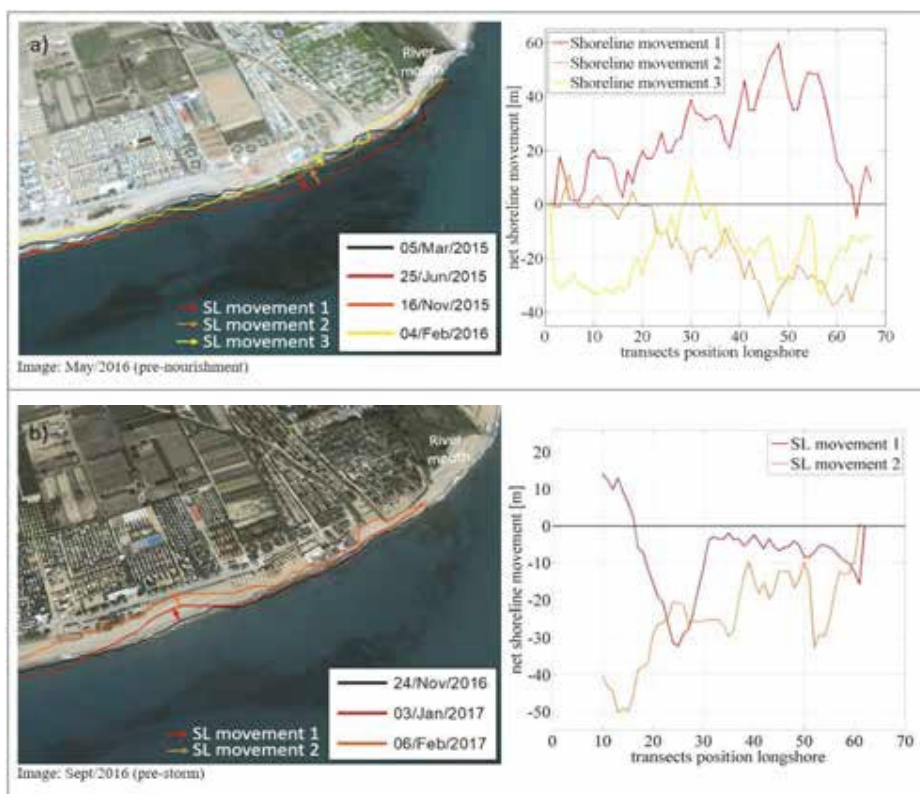 a)
River
mouth
05/Mar/2015
25/Jun/2015
16/Nov/2015
04/Feb/2016
SL movement 1
SL movement 2
SL movement 3
Image: May/2016 (pre-nourishment)
Shoreline movement 1
Shoreline movement 2
Shoreline movement 3
net shoreline movement [m]
60
40
20
0
-20
-40
0
10
20
30
40
50
60
70
transects position longshore
b)
River
mouth
24/Nov/2016
03/Jan/2017
06/Feb/2017
SL movement 1
SL movement 2
Image: Sept/2016 (pre-storm)
SL movement 1
SL movement 2
net shoreline movement [m]
20
10
0
-10
-20
-30
-40
-50
0
10
20
30
40
50
60
70
transects position longshore